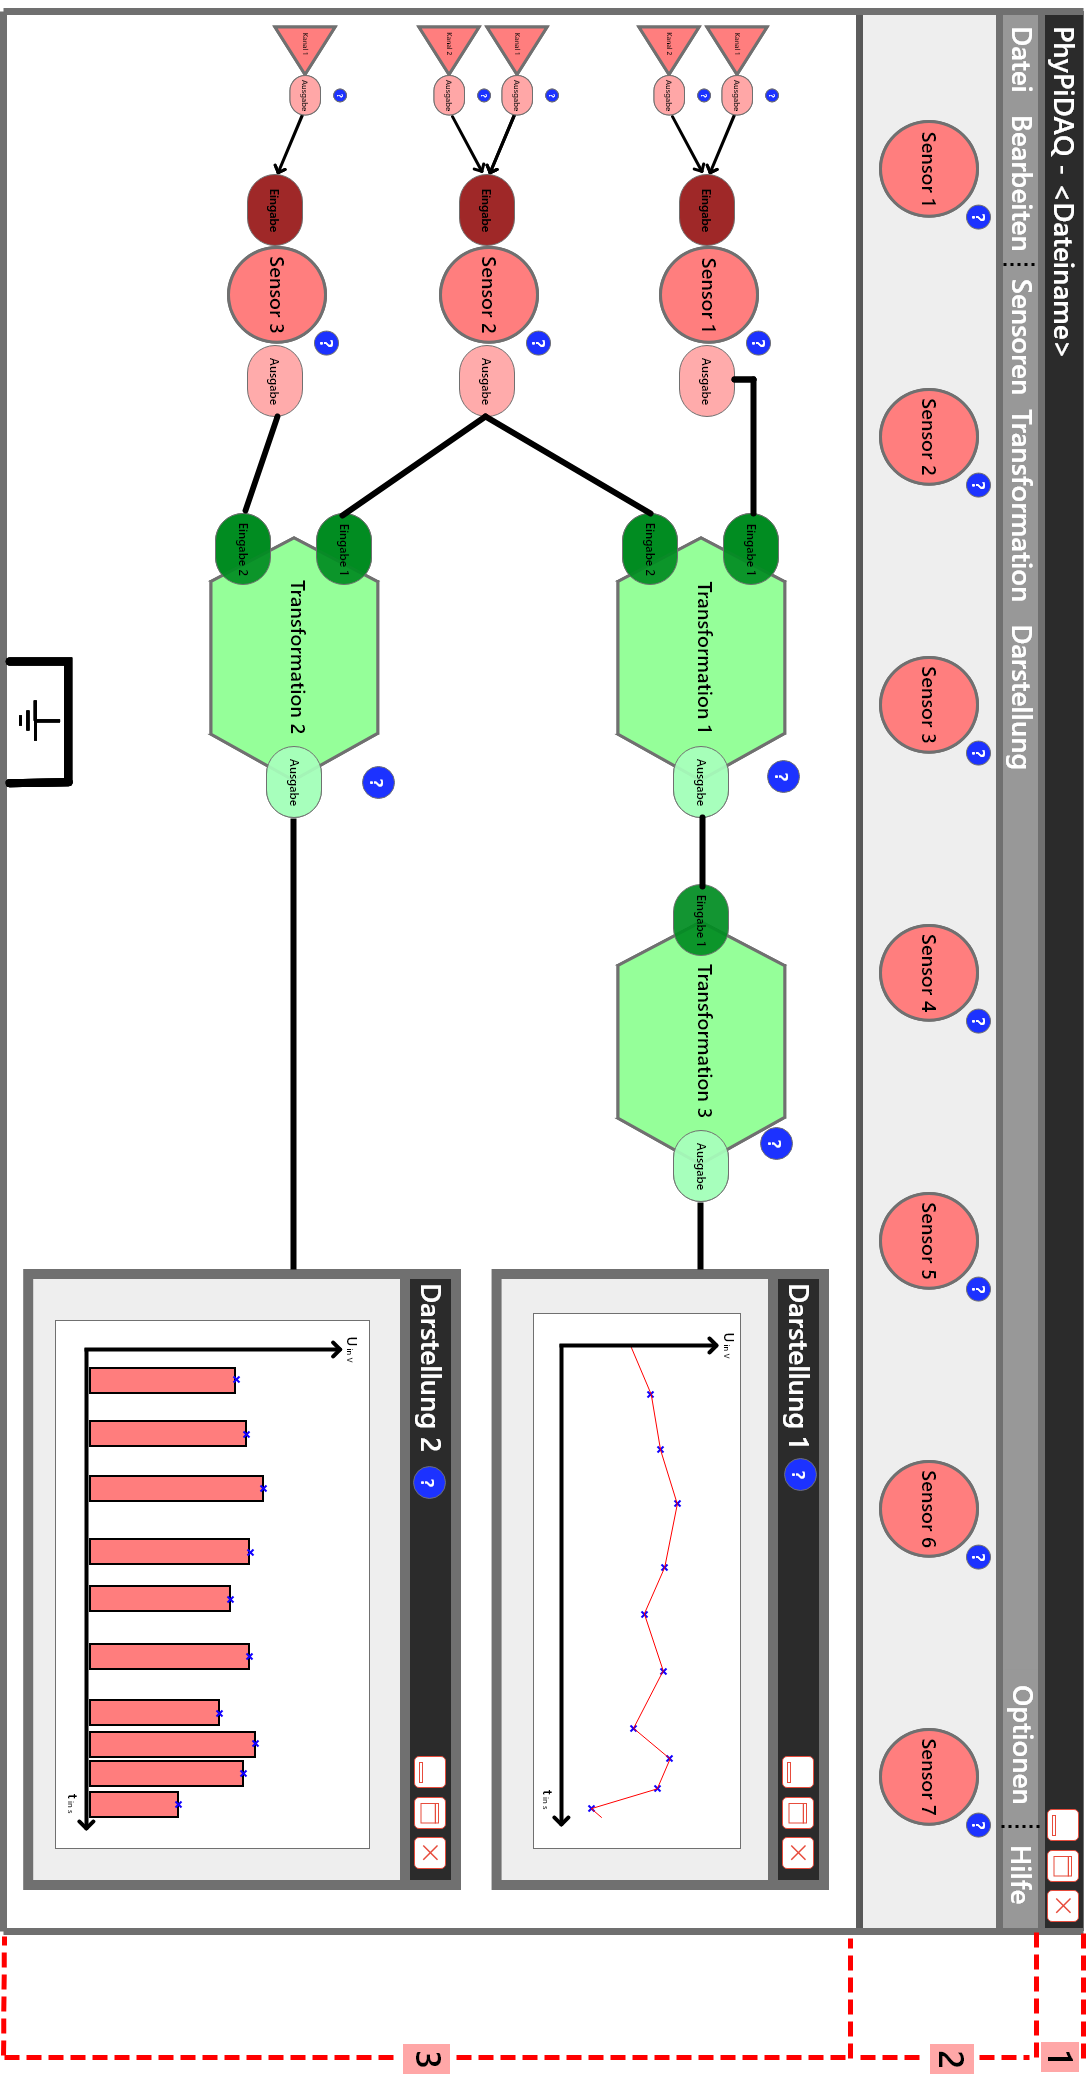 PhyPiDAQ - <Dateiname>
1
Datei Bearbeiten Sensoren Transformation Darstellung Optionen Hilfe
Sensor 1 ? Sensor 2 ? Sensor 3 ? Sensor 4 ? Sensor 5 ? Sensor 6 ? Sensor 7 ?
2
Kanal 1 Ausgabe ?
Kanal 2 Ausgabe ?
Eingabe Sensor 1 ? Ausgabe
Eingabe 1
Eingabe 2
Transformation 1 ? Ausgabe
Eingabe 1 Transformation 3 ? Ausgabe
Darstellung 1 ?
U in V
t in s
Kanal 1 Ausgabe ?
Kanal 2 Ausgabe ?
Eingabe Sensor 2 ? Ausgabe
Kanal 1 Ausgabe ?
Eingabe Sensor 3 ? Ausgabe
Eingabe 1
Eingabe 2
Transformation 2 ? Ausgabe
Darstellung 2 ?
U in V
t in s
3